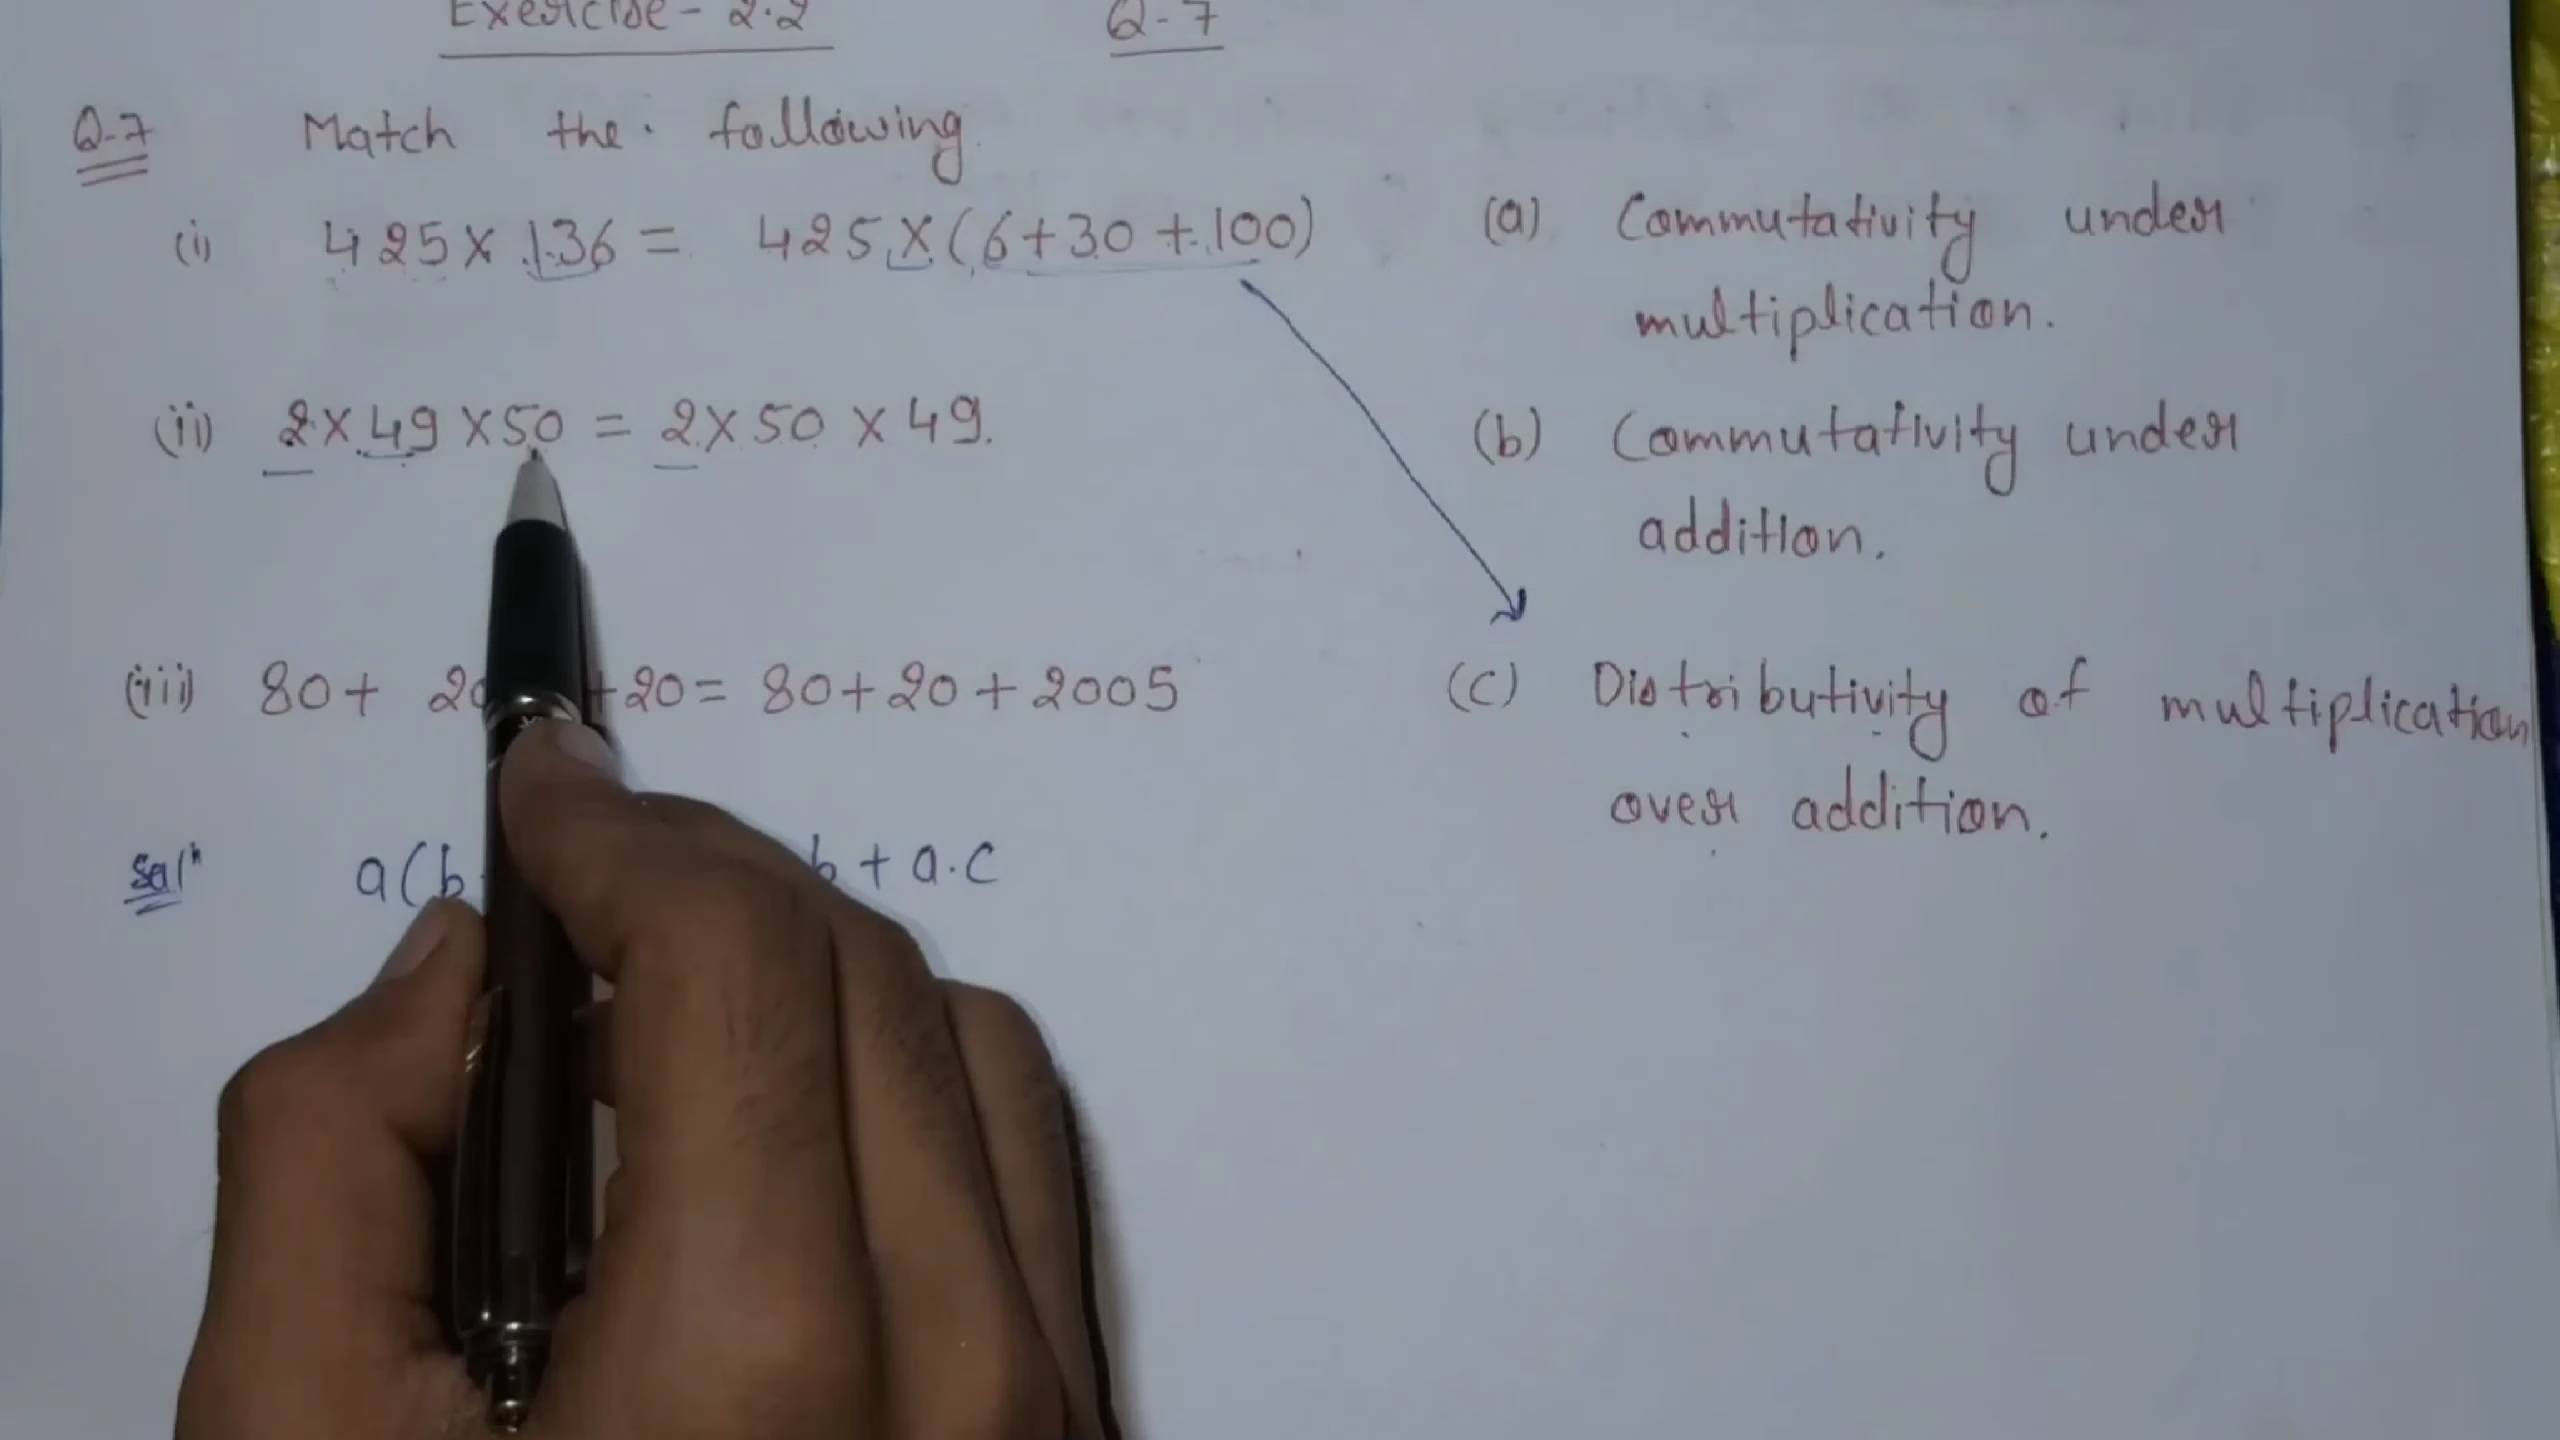 Exercise - 2.2 Q-7
Q-7 Match the following
(i) 425 × 136 = 425 × (6+30+100) (a) Commutativity under
multiplication.
(ii) 2 × 49 × 50 = 2 × 50 × 49. (b) Commutativity under
addition.
(iii) 80 + +20 = 80 + 20 + 2005 (c) Distributivity of multiplication
over addition.
Solⁿ a(b b + a.c